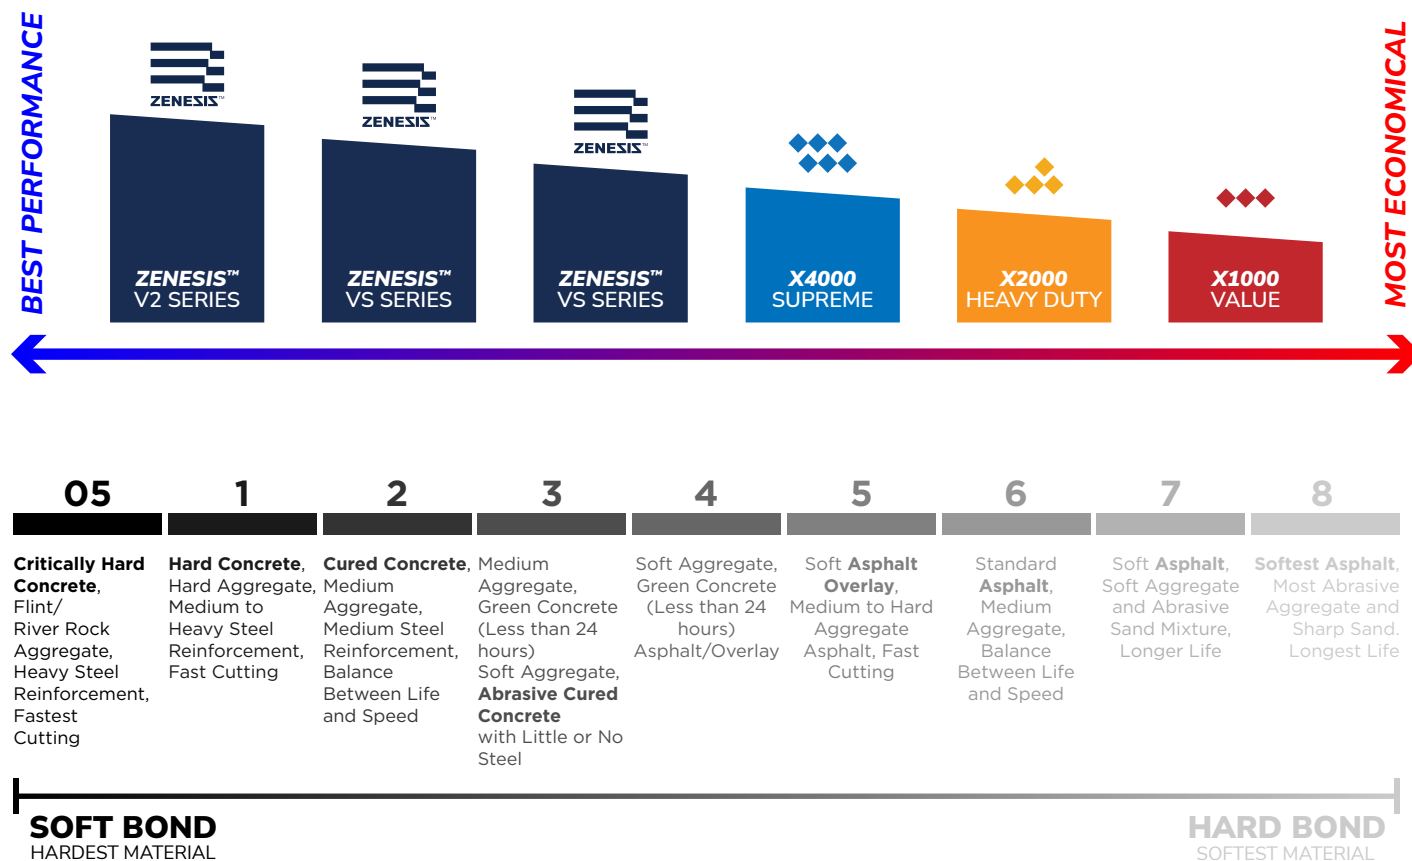 BEST PERFORMANCE
MOST ECONOMICAL
ZENESIS™
ZENESIS™
ZENESIS™
ZENESIS™
V2 SERIES
ZENESIS™
VS SERIES
ZENESIS™
VS SERIES
X4000
SUPREME
X2000
HEAVY DUTY
X1000
VALUE
05
Critically Hard
Concrete,
Flint/
River Rock
Aggregate,
Heavy Steel
Reinforcement,
Fastest
Cutting
1
Hard Concrete,
Hard Aggregate,
Medium to
Heavy Steel
Reinforcement,
Fast Cutting
2
Cured Concrete,
Medium
Aggregate,
Medium Steel
Reinforcement,
Balance
Between Life
and Speed
3
Medium
Aggregate,
Green Concrete
(Less than 24
hours)
Soft Aggregate,
Abrasive Cured
Concrete
with Little or No
Steel
4
Soft Aggregate,
Green Concrete
(Less than 24
hours)
Asphalt/Overlay
5
Soft Asphalt
Overlay,
Medium to Hard
Aggregate
Asphalt, Fast
Cutting
6
Standard
Asphalt,
Medium
Aggregate,
Balance
Between Life
and Speed
7
Soft Asphalt,
Soft Aggregate
and Abrasive
Sand Mixture,
Longer Life
8
Softest Asphalt,
Most Abrasive
Aggregate and
Sharp Sand.
Longest Life
SOFT BOND
HARDEST MATERIAL
HARD BOND
SOFTEST MATERIAL